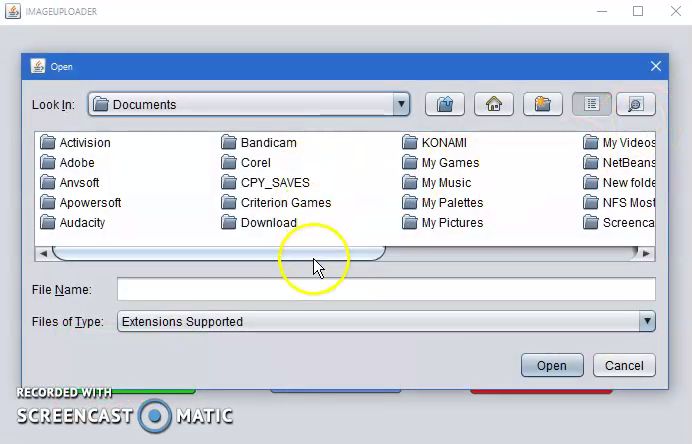 IMAGEUPLOADER
Open
Look In: Documents
Activision Bandicam KONAMI My Videos
Adobe Corel My Games NetBeans
Anvsoft CPY_SAVES My Music New folde
Apowersoft Criterion Games My Palettes NFS Most
Audacity Download My Pictures Screenca
File Name:
Files of Type: Extensions Supported
Open Cancel
RECORDED WITH
SCREENCAST MATIC